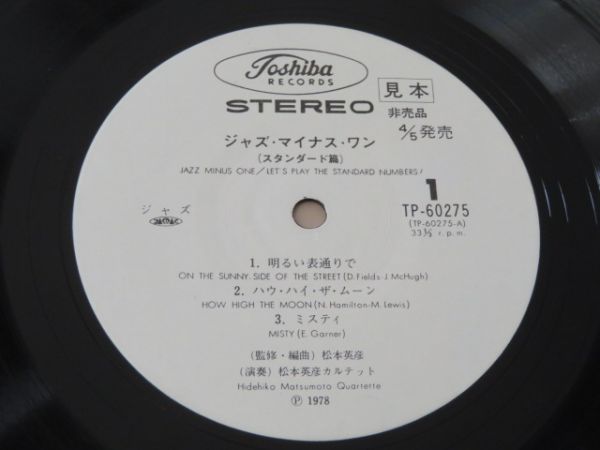 Toshiba
RECORDS
STEREO
見本
非売品
4/5発売
ジャズ・マイナス・ワン
(スタンダード篇)
JAZZ MINUS ONE/LET'S PLAY THE STANDARD NUMBERS!
ジャズ
1
TP-60275
(TP-60275-A)
33⅓ r.p.m.
1. 明るい表通りで
ON THE SUNNY SIDE OF THE STREET (D. Fields-J. McHugh)
2. ハウ・ハイ・ザ・ムーン
HOW HIGH THE MOON (N. Hamilton-M. Lewis)
3. ミスティ
MISTY (E. Garner)
(監修・編曲) 松本英彦
(演奏) 松本英彦カルテット
Hidehiko Matsumoto Quartette
Ⓟ 1978